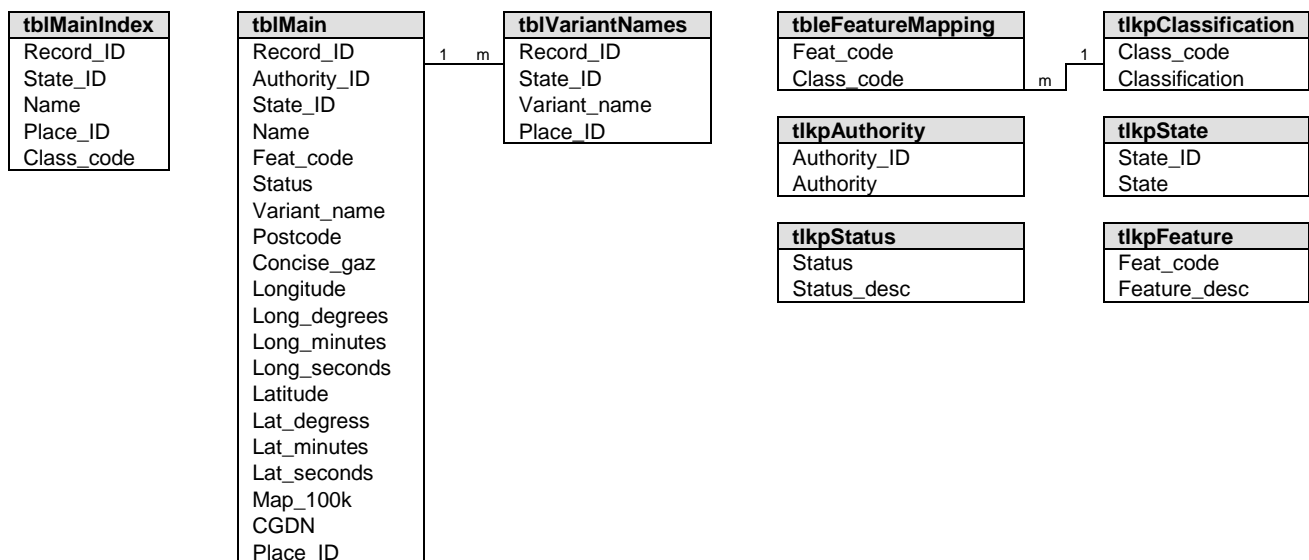 tblMainIndex
Record_ID
State_ID
Name
Place_ID
Class_code
tblMain
Record_ID
Authority_ID
State_ID
Name
Feat_code
Status
Variant_name
Postcode
Concise_gaz
Longitude
Long_degrees
Long_minutes
Long_seconds
Latitude
Lat_degress
Lat_minutes
Lat_seconds
Map_100k
CGDN
Place_ID
1 m
tblVariantNames
Record_ID
State_ID
Variant_name
Place_ID
tbleFeatureMapping
Feat_code
Class_code
m 1
tlkpClassification
Class_code
Classification
tlkpAuthority
Authority_ID
Authority
tlkpState
State_ID
State
tlkpStatus
Status
Status_desc
tlkpFeature
Feat_code
Feature_desc